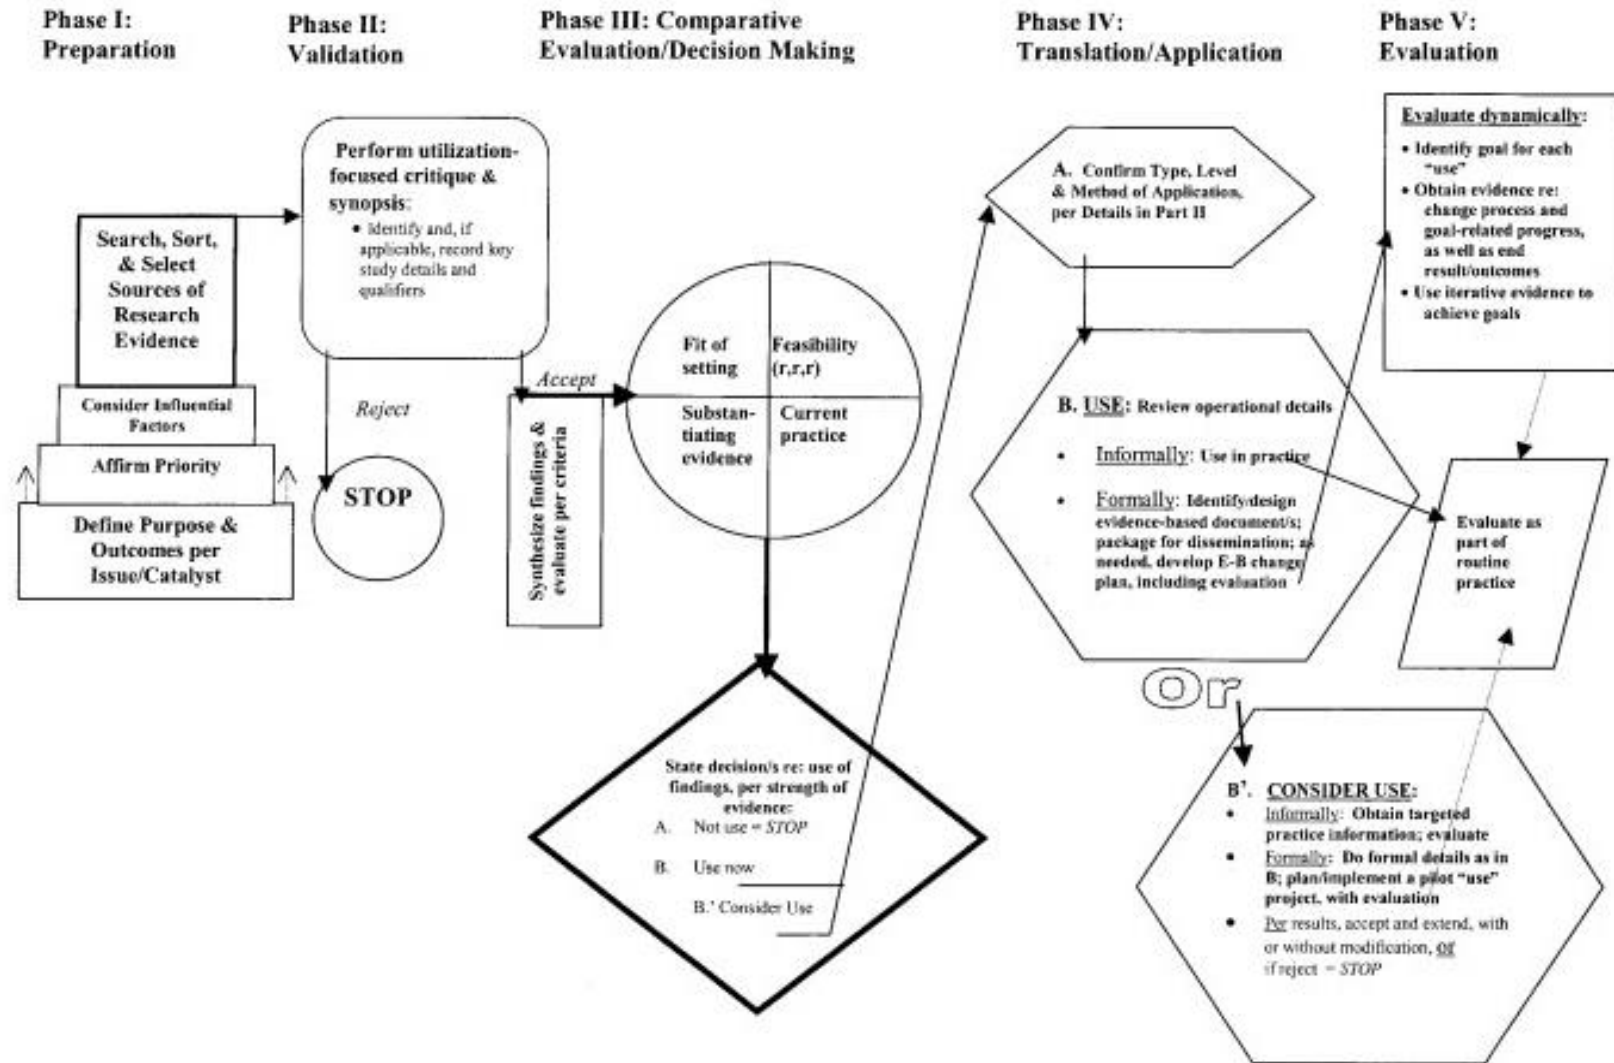 Phase I:
Preparation
Phase II:
Validation
Phase III: Comparative
Evaluation/Decision Making
Phase IV:
Translation/Application
Phase V:
Evaluation
Search, Sort,
& Select
Sources of
Research
Evidence
Consider Influential
Factors
Affirm Priority
Define Purpose &
Outcomes per
Issue/Catalyst
Perform utilization-
focused critique &
synopsis:
• Identify and, if
applicable, record key
study details and
qualifiers
Reject
STOP
Accept
Synthesize findings &
evaluate per criteria
Fit of
setting
Feasibility
(r,r,r)
Substan-
tiating
evidence
Current
practice
State decision/s re: use of
findings, per strength of
evidence:
A. Not use = STOP
B. Use now
B.' Consider Use
A. Confirm Type, Level
& Method of Application,
per Details in Part II
B. USE: Review operational details
• Informally: Use in practice
• Formally: Identify/design
evidence-based document/s;
package for dissemination; as
needed, develop E-B change
plan, including evaluation
Or
B'. CONSIDER USE:
• Informally: Obtain targeted
practice information; evaluate
• Formally: Do formal details as in
B; plan/implement a pilot “use”
project, with evaluation
• Per results, accept and extend, with
or without modification, or
if reject = STOP
Evaluate dynamically:
• Identify goal for each
“use”
• Obtain evidence re:
change process and
goal-related progress,
as well as end
result/outcomes
• Use iterative evidence to
achieve goals
Evaluate as
part of
routine
practice